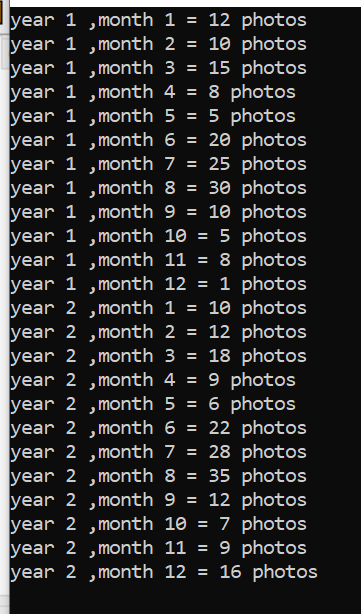 year 1 ,month 1 = 12 photos
year 1 ,month 2 = 10 photos
year 1 ,month 3 = 15 photos
year 1 ,month 4 = 8 photos
year 1 ,month 5 = 5 photos
year 1 ,month 6 = 20 photos
year 1 ,month 7 = 25 photos
year 1 ,month 8 = 30 photos
year 1 ,month 9 = 10 photos
year 1 ,month 10 = 5 photos
year 1 ,month 11 = 8 photos
year 1 ,month 12 = 1 photos
year 2 ,month 1 = 10 photos
year 2 ,month 2 = 12 photos
year 2 ,month 3 = 18 photos
year 2 ,month 4 = 9 photos
year 2 ,month 5 = 6 photos
year 2 ,month 6 = 22 photos
year 2 ,month 7 = 28 photos
year 2 ,month 8 = 35 photos
year 2 ,month 9 = 12 photos
year 2 ,month 10 = 7 photos
year 2 ,month 11 = 9 photos
year 2 ,month 12 = 16 photos